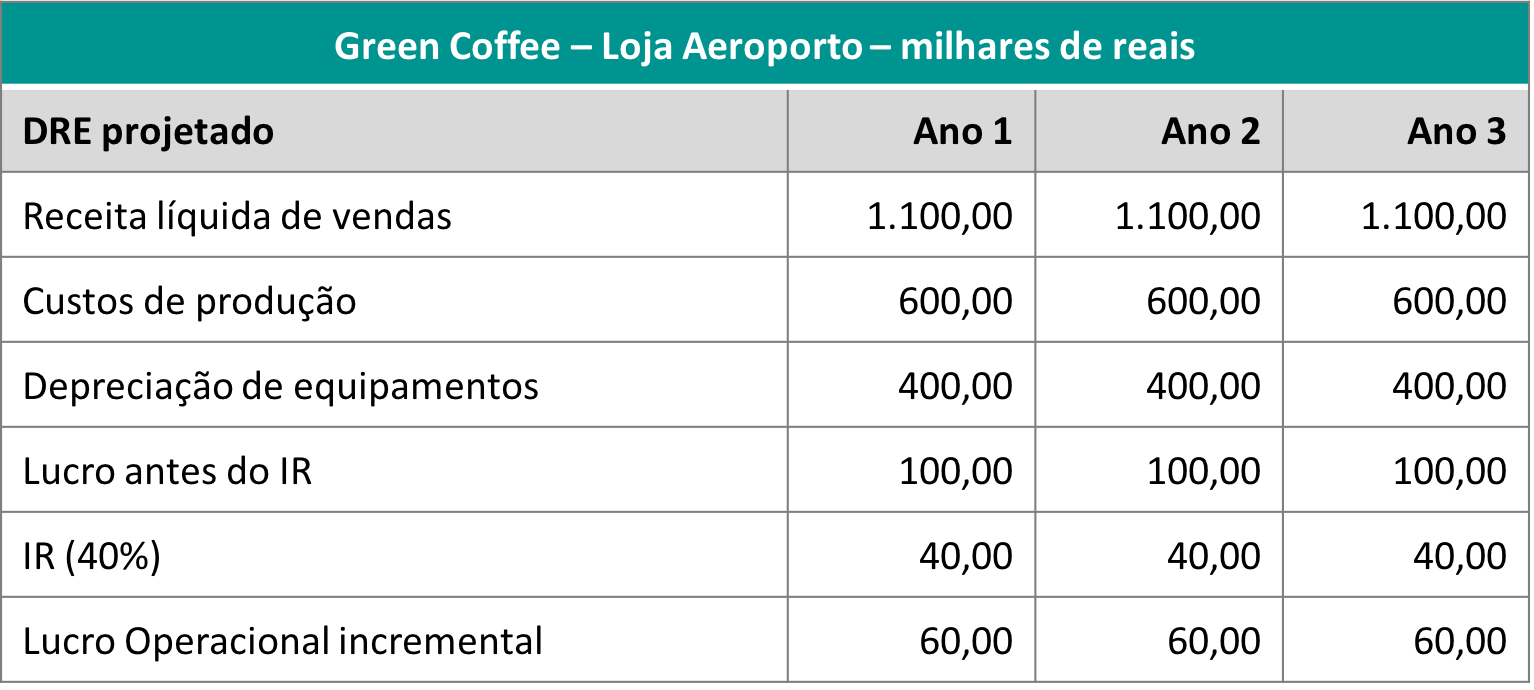 Green Coffee – Loja Aeroporto – milhares de reais
DRE projetado Ano 1 Ano 2 Ano 3
Receita líquida de vendas 1.100,00 1.100,00 1.100,00
Custos de produção 600,00 600,00 600,00
Depreciação de equipamentos 400,00 400,00 400,00
Lucro antes do IR 100,00 100,00 100,00
IR (40%) 40,00 40,00 40,00
Lucro Operacional incremental 60,00 60,00 60,00